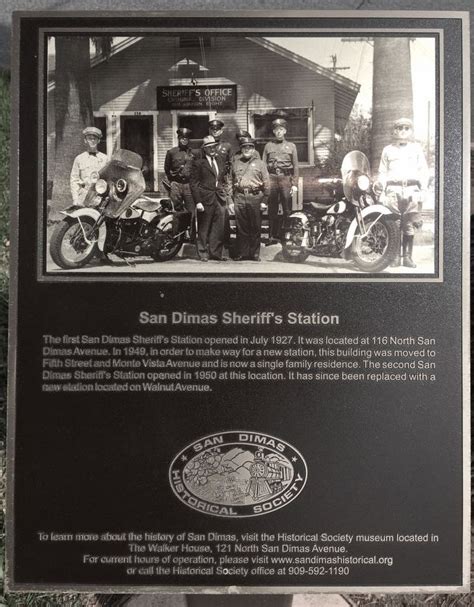 SHERIFF'S OFFICE
San Dimas Sheriff's Station
The first San Dimas Sheriff's Station opened in July 1927. It was located at 116 North San
Dimas Avenue. In 1949, in order to make way for a new station, this building was moved to
Fifth Street and Monte Vista Avenue and is now a single family residence. The second San
Dimas Sheriff's Station opened in 1950 at this location. It has since been replaced with a
new station located on Walnut Avenue.
SAN DIMAS
HISTORICAL SOCIETY
To learn more about the history of San Dimas, visit the Historical Society museum located in
The Walker House, 121 North San Dimas Avenue.
For current hours of operation, please visit www.sandimashistorical.org
or call the Historical Society office at 909-592-1190